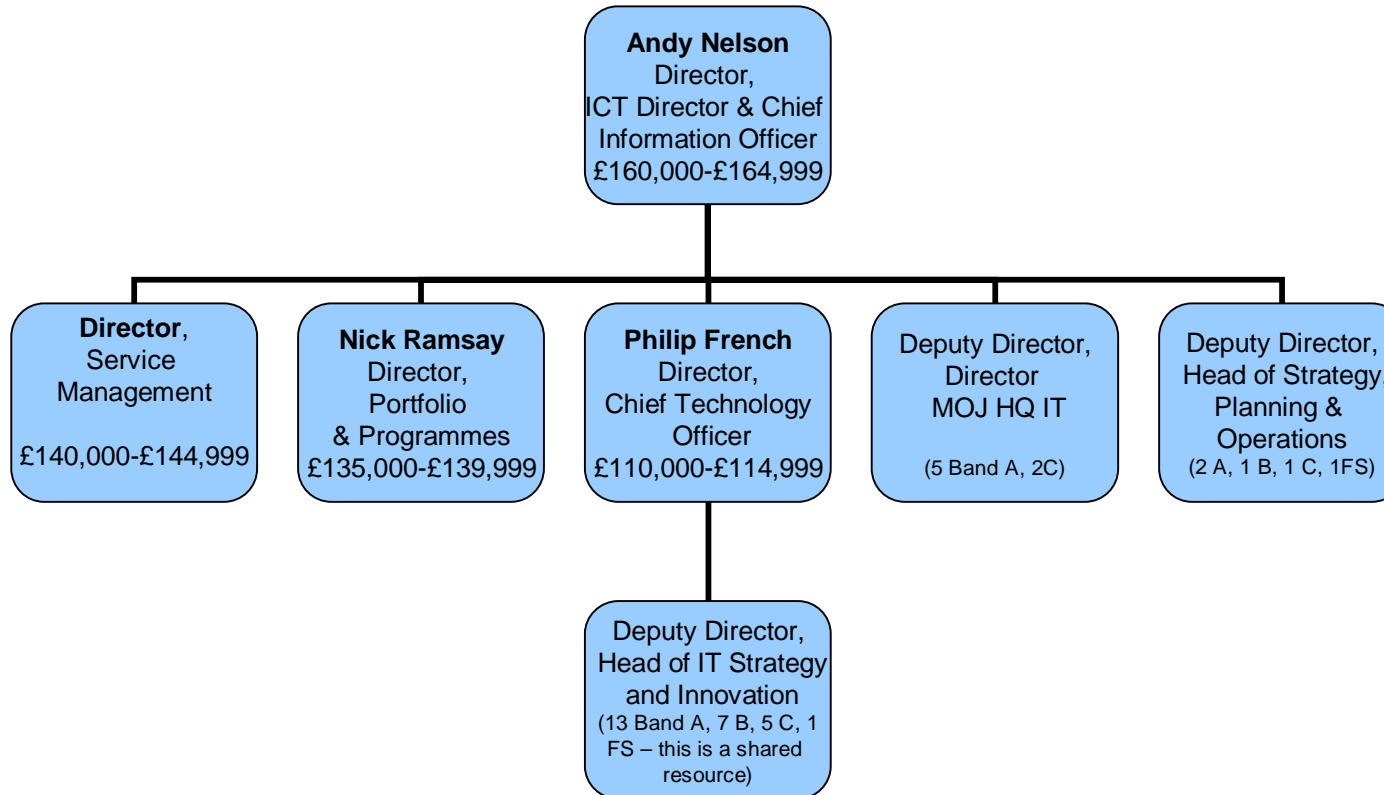 Andy Nelson
Director,
ICT Director & Chief
Information Officer
£160,000-£164,999
Director,
Service
Management
£140,000-£144,999
Nick Ramsay
Director,
Portfolio
& Programmes
£135,000-£139,999
Philip French
Director,
Chief Technology
Officer
£110,000-£114,999
Deputy Director,
Director
MOJ HQ IT
(5 Band A, 2C)
Deputy Director,
Head of Strategy,
Planning &
Operations
(2 A, 1 B, 1 C, 1FS)
Deputy Director,
Head of IT Strategy
and Innovation
(13 Band A, 7 B, 5 C, 1
FS – this is a shared
resource)